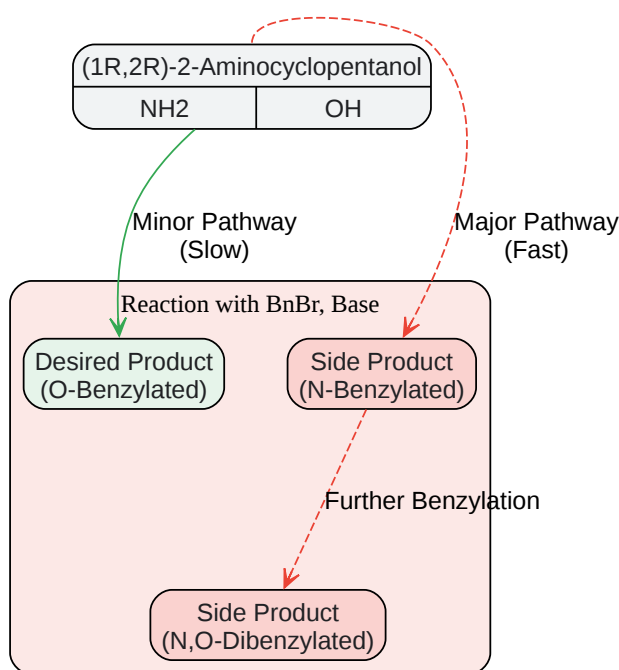 (1R,2R)-2-Aminocyclopentanol
NH2
OH
Minor Pathway
(Slow)
Major Pathway
(Fast)
Reaction with BnBr, Base
Desired Product
(O-Benzylated)
Side Product
(N-Benzylated)
Further Benzylation
Side Product
(N,O-Dibenzylated)